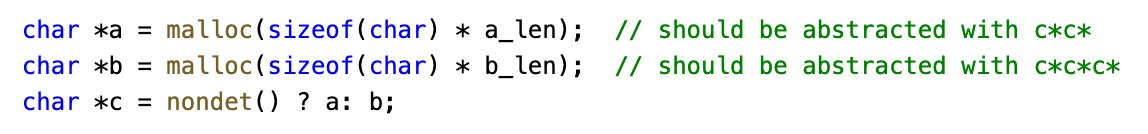 char *a = malloc(sizeof(char) * a_len);  // should be abstracted with c*c*
char *b = malloc(sizeof(char) * b_len);  // should be abstracted with c*c*c*
char *c = nondet() ? a: b;